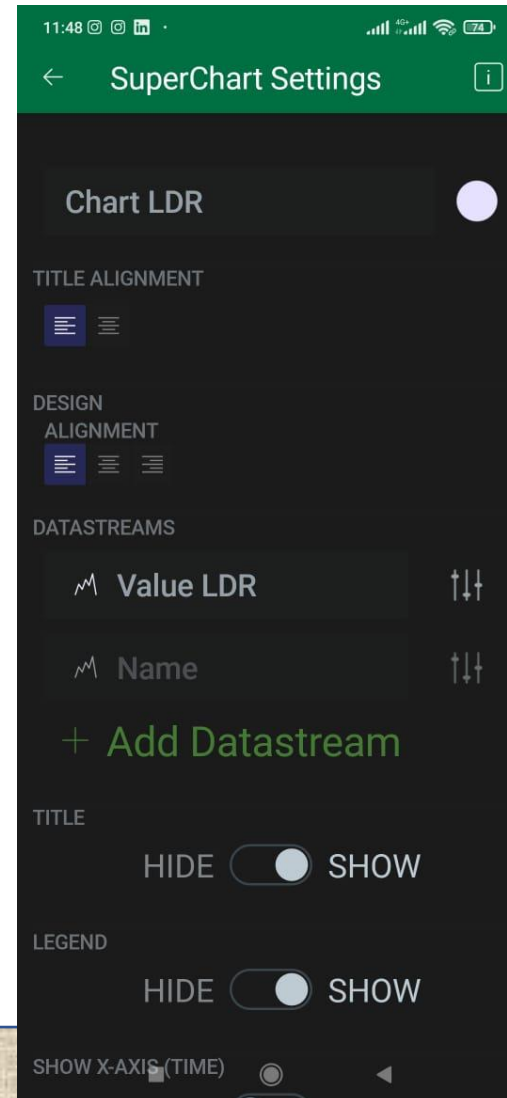 11:48
4G+
74
SuperChart Settings
i
Chart LDR
TITLE ALIGNMENT
DESIGN
ALIGNMENT
DATASTREAMS
Value LDR
Name
+ Add Datastream
TITLE
HIDE SHOW
LEGEND
HIDE SHOW
SHOW X-AXIS (TIME)